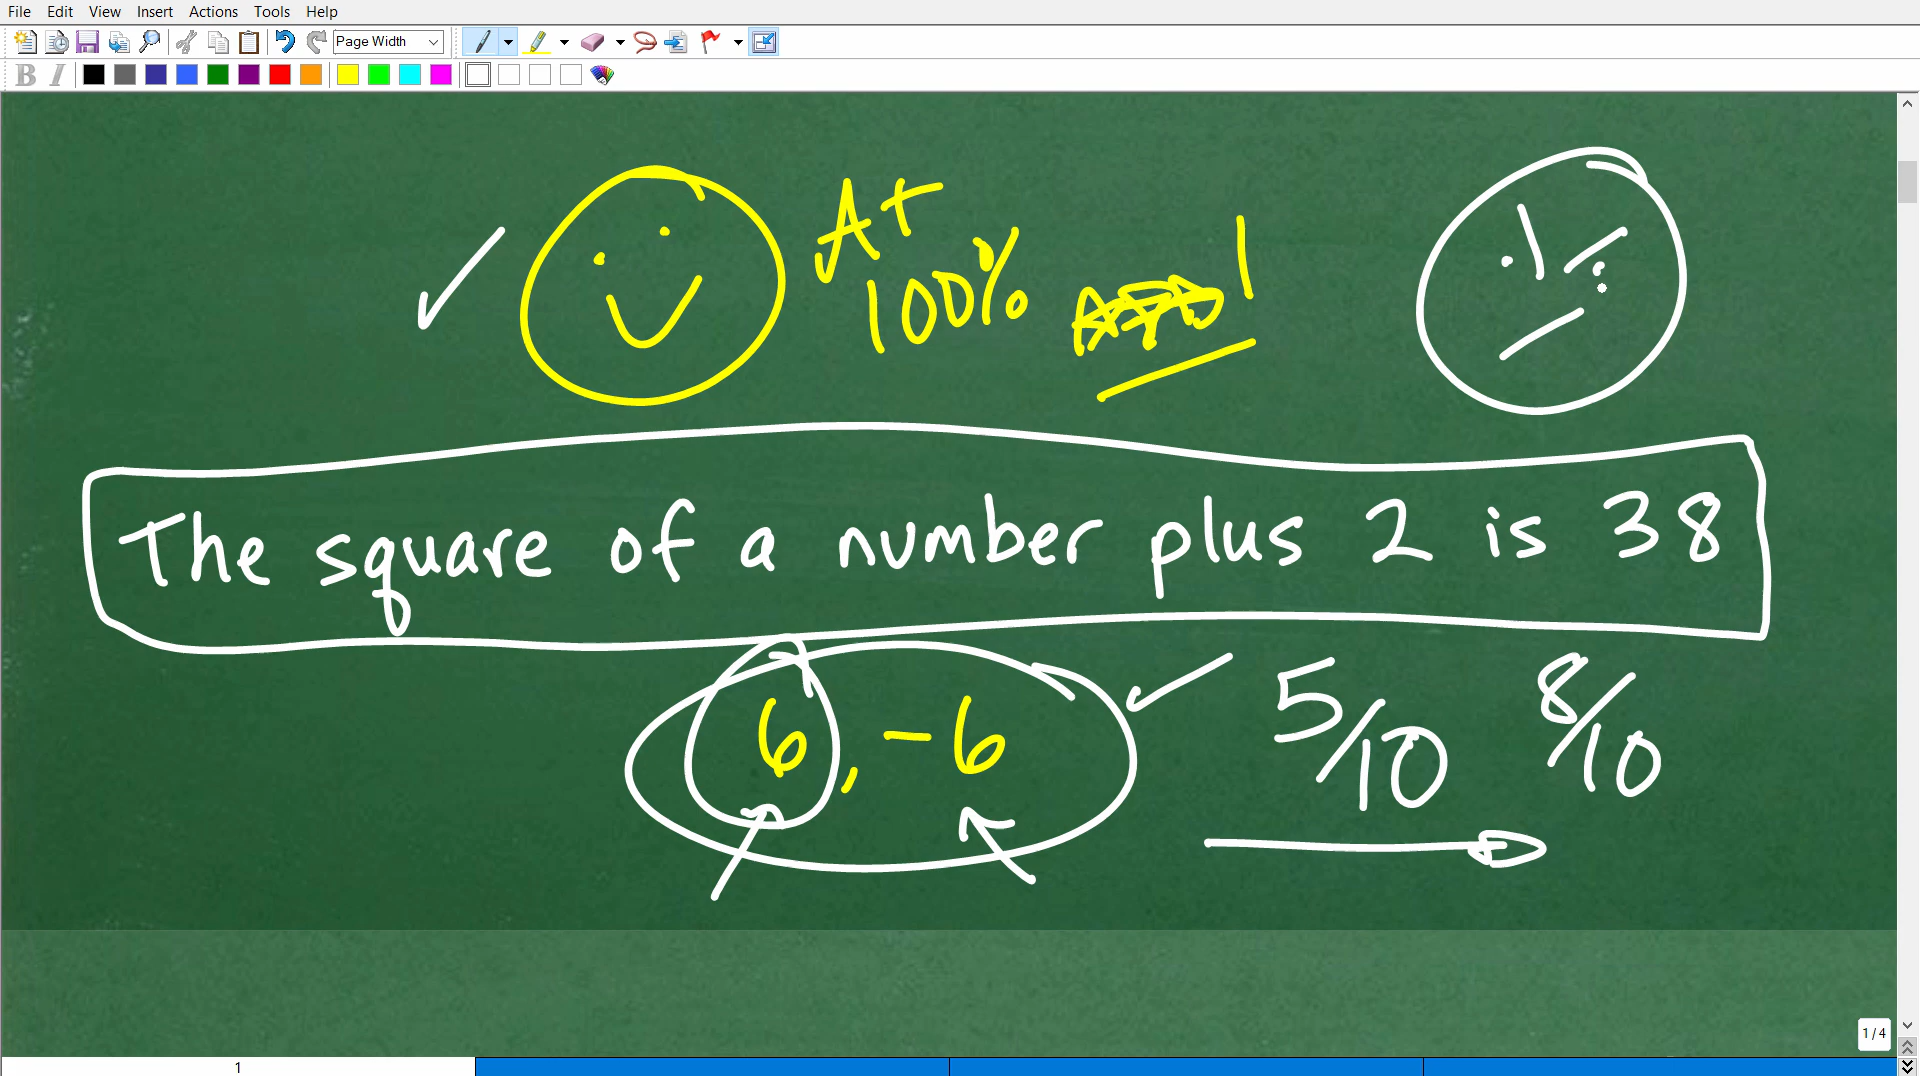 File Edit View Insert Actions Tools Help
Page Width
B I
A+
100%
The square of a number plus 2 is 38
6, -6
5/10 8/10
1 / 4
1